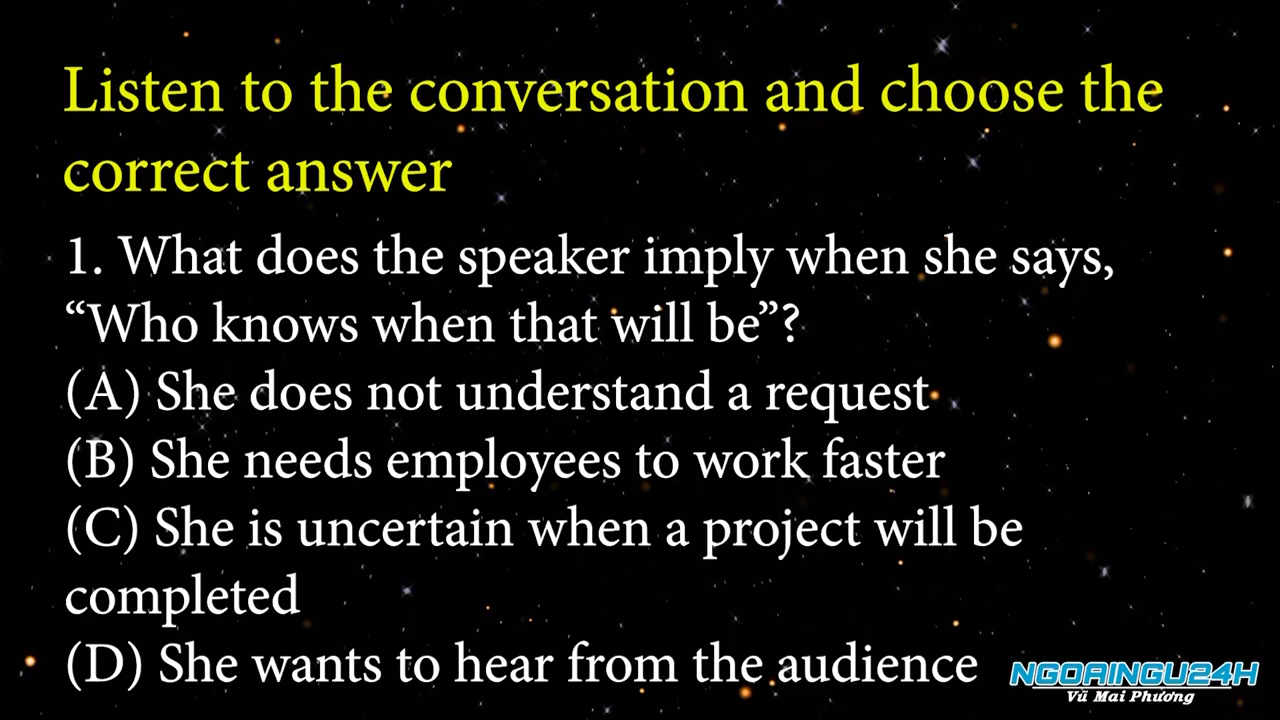 Listen to the conversation and choose the
correct answer
1. What does the speaker imply when she says,
“Who knows when that will be”?
(A) She does not understand a request
(B) She needs employees to work faster
(C) She is uncertain when a project will be
completed
(D) She wants to hear from the audience
NGOAINGU24H
Vũ Mai Phương